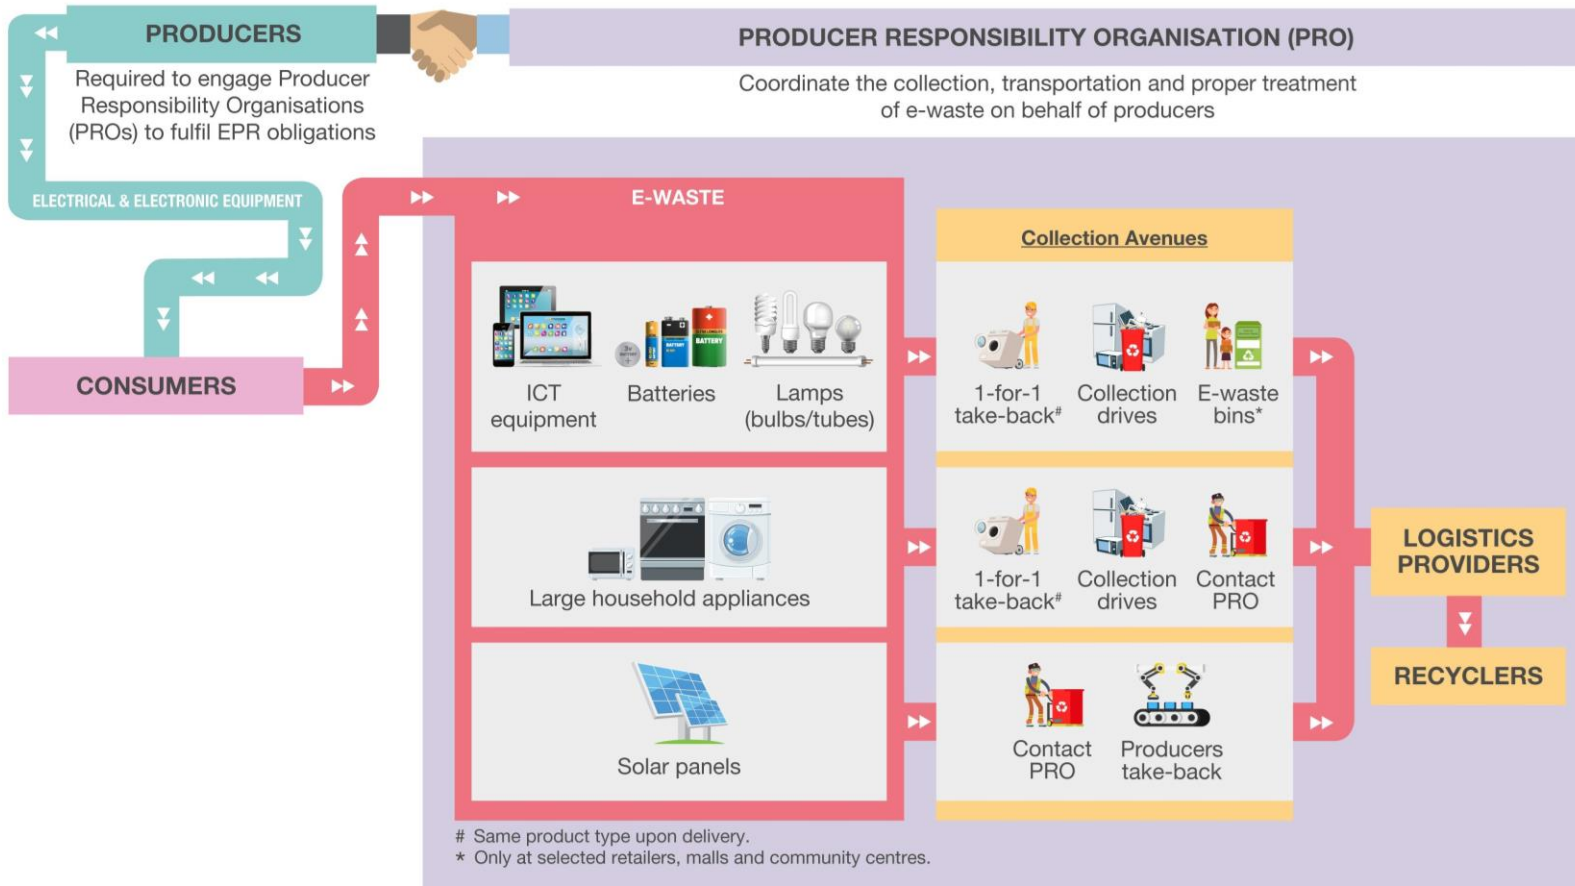 PRODUCERS
Required to engage Producer
Responsibility Organisations
(PROs) to fulfil EPR obligations
PRODUCER RESPONSIBILITY ORGANISATION (PRO)
Coordinate the collection, transportation and proper treatment
of e-waste on behalf of producers
ELECTRICAL & ELECTRONIC EQUIPMENT
CONSUMERS
E-WASTE
ICT
equipment
Batteries
Lamps
(bulbs/tubes)
Large household appliances
Solar panels
Collection Avenues
1-for-1
take-back#
Collection
drives
E-waste
bins*
1-for-1
take-back#
Collection
drives
Contact
PRO
Contact
PRO
Producers
take-back
LOGISTICS
PROVIDERS
RECYCLERS
# Same product type upon delivery.
* Only at selected retailers, malls and community centres.